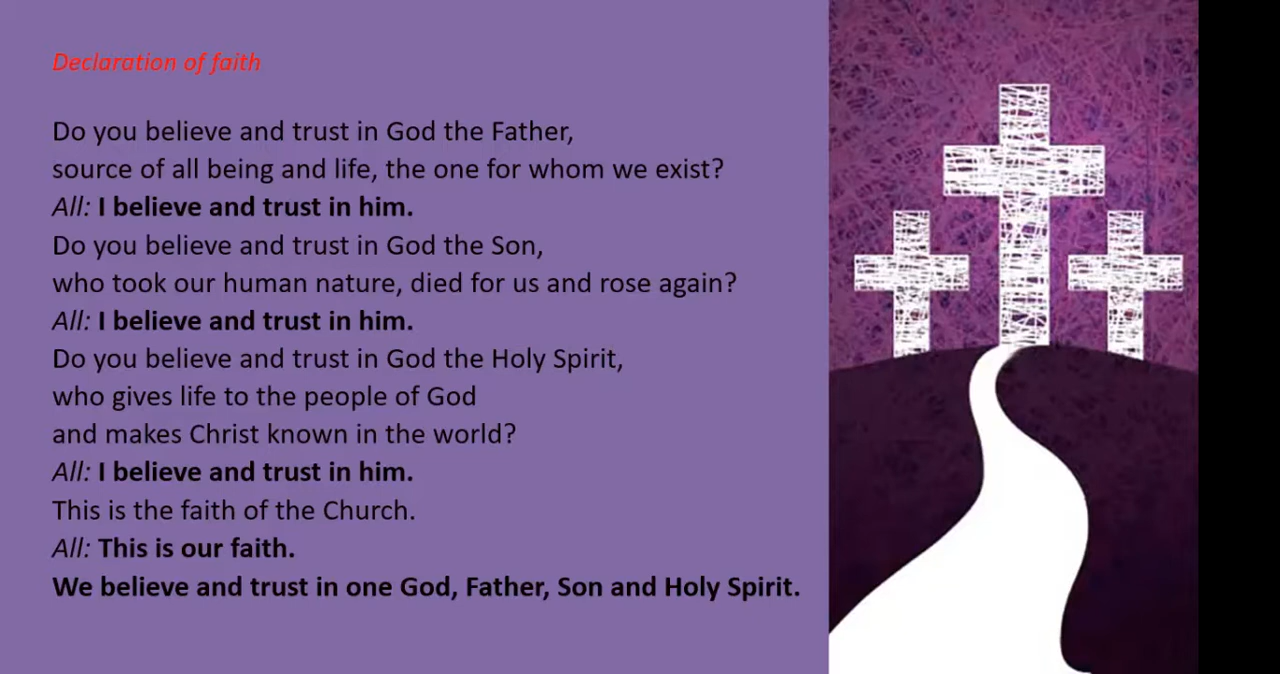 Declaration of faith
Do you believe and trust in God the Father,
source of all being and life, the one for whom we exist?
All: I believe and trust in him.
Do you believe and trust in God the Son,
who took our human nature, died for us and rose again?
All: I believe and trust in him.
Do you believe and trust in God the Holy Spirit,
who gives life to the people of God
and makes Christ known in the world?
All: I believe and trust in him.
This is the faith of the Church.
All: This is our faith.
We believe and trust in one God, Father, Son and Holy Spirit.